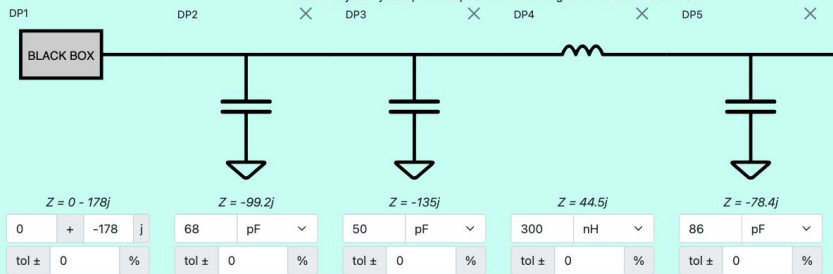 DP1 DP2 DP3 DP4 DP5
BLACK BOX
Z = 0 - 178j Z = -99.2j Z = -135j Z = 44.5j Z = -78.4j
0 + -178 j 68 pF 50 pF 300 nH 86 pF
tol ± 0 % tol ± 0 % tol ± 0 % tol ± 0 % tol ± 0 %